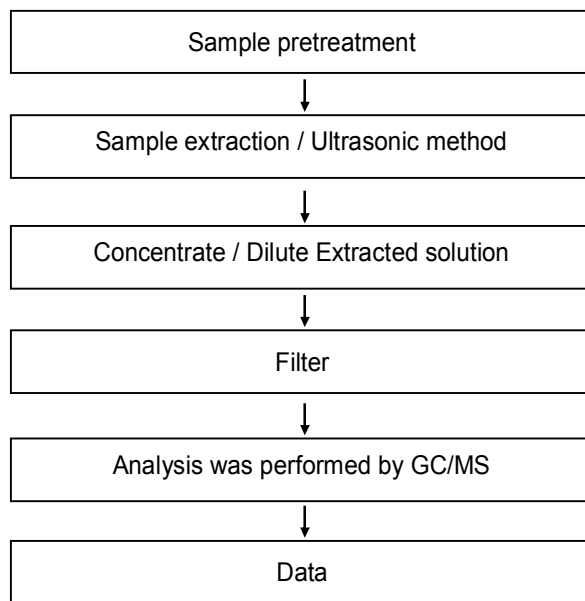 Sample pretreatment
Sample extraction / Ultrasonic method
Concentrate / Dilute Extracted solution
Filter
Analysis was performed by GC/MS
Data